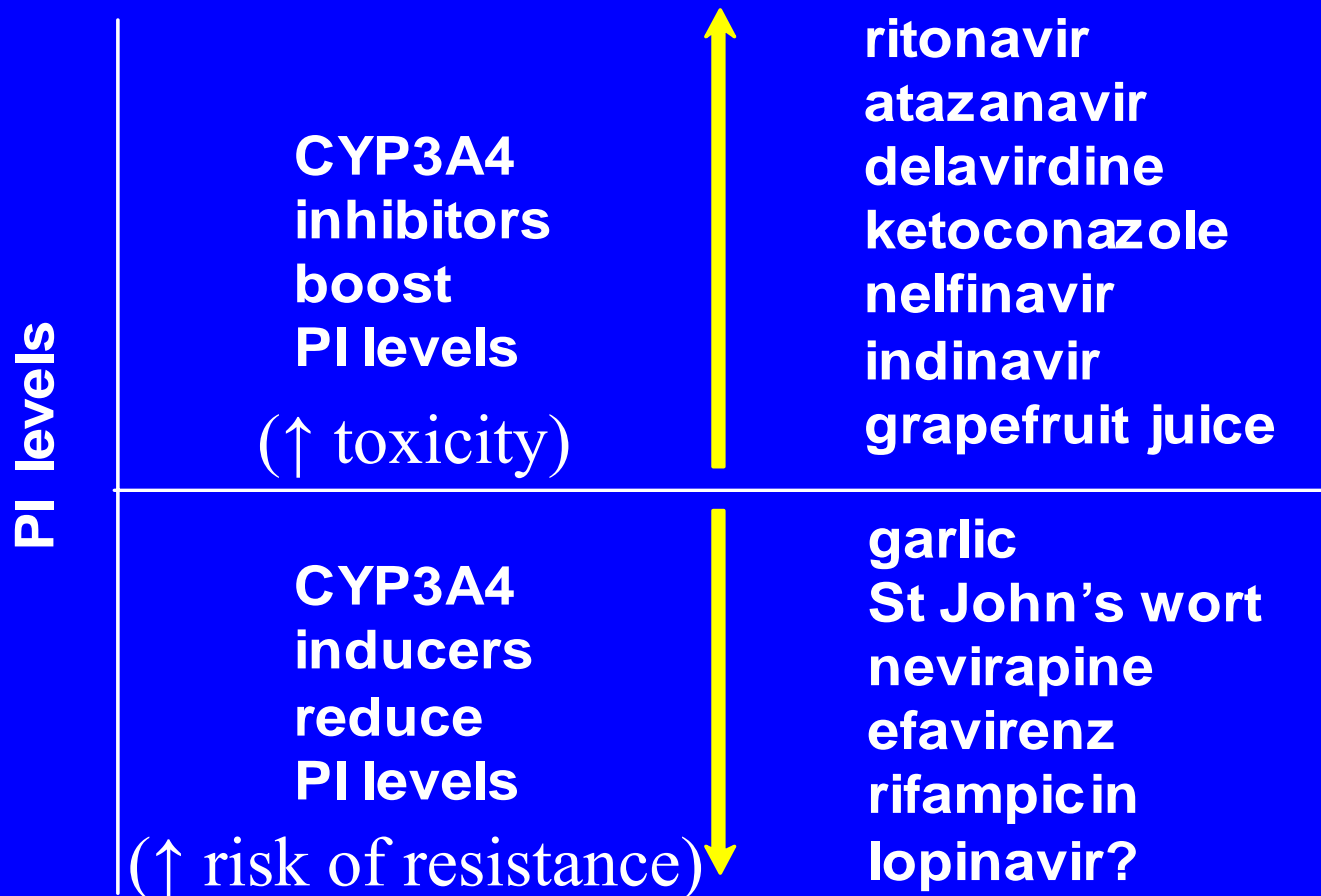 PI levels
CYP3A4
inhibitors
boost
PI levels
(↑ toxicity)
ritonavir
atazanavir
delavirdine
ketoconazole
nelfinavir
indinavir
grapefruit juice
CYP3A4
inducers
reduce
PI levels
(↑ risk of resistance)
garlic
St John’s wort
nevirapine
efavirenz
rifampicin
lopinavir?